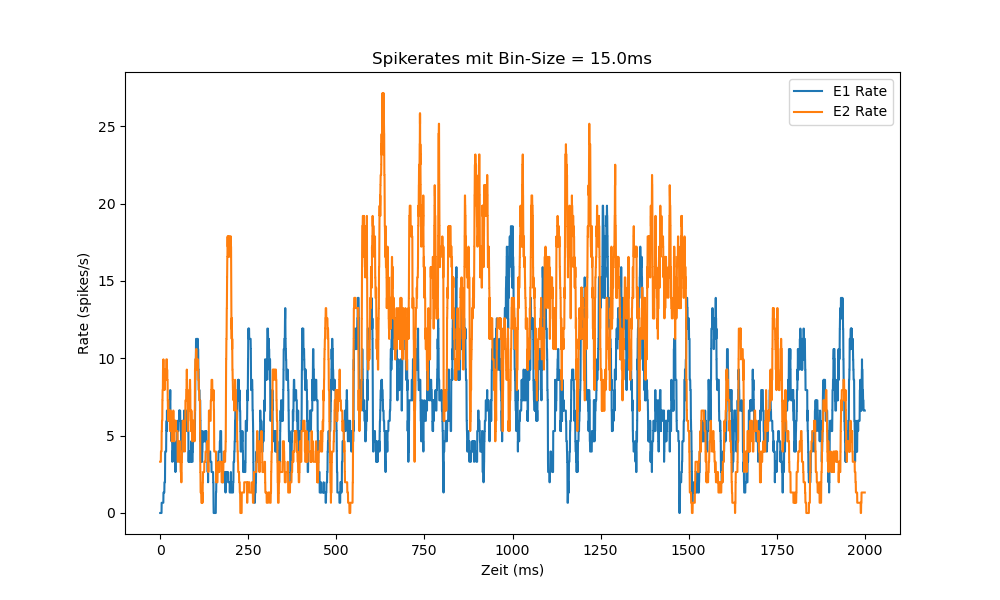 Spikerates mit Bin-Size = 15.0ms
E1 Rate
E2 Rate
Rate (spikes/s)
25
20
15
10
5
0
0 250 500 750 1000 1250 1500 1750 2000
Zeit (ms)